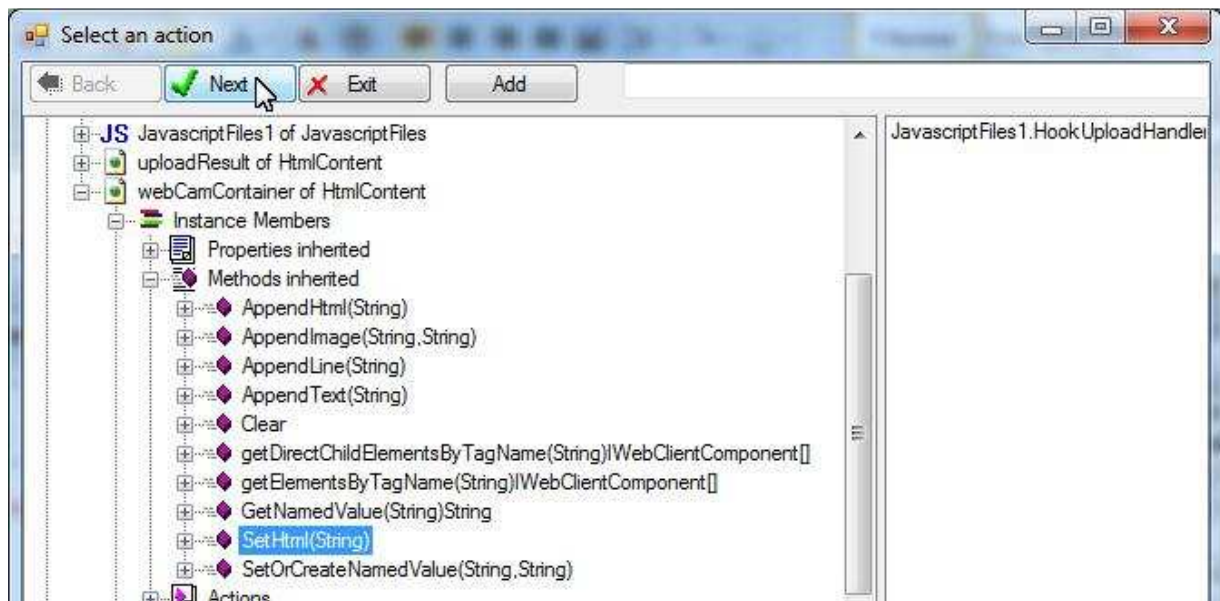 Select an action
Back Next Exit Add
JS JavascriptFiles1 of JavascriptFiles
uploadResult of HtmlContent
webCamContainer of HtmlContent
Instance Members
Properties inherited
Methods inherited
AppendHtml(String)
AppendImage(String,String)
AppendLine(String)
AppendText(String)
Clear
getDirectChildElementsByTagName(String)IWebClientComponent[]
getElementsByTagName(String)IWebClientComponent[]
GetNamedValue(String)String
SetHtml(String)
SetOrCreateNamedValue(String,String)
Actions
JavascriptFiles1.HookUploadHandler